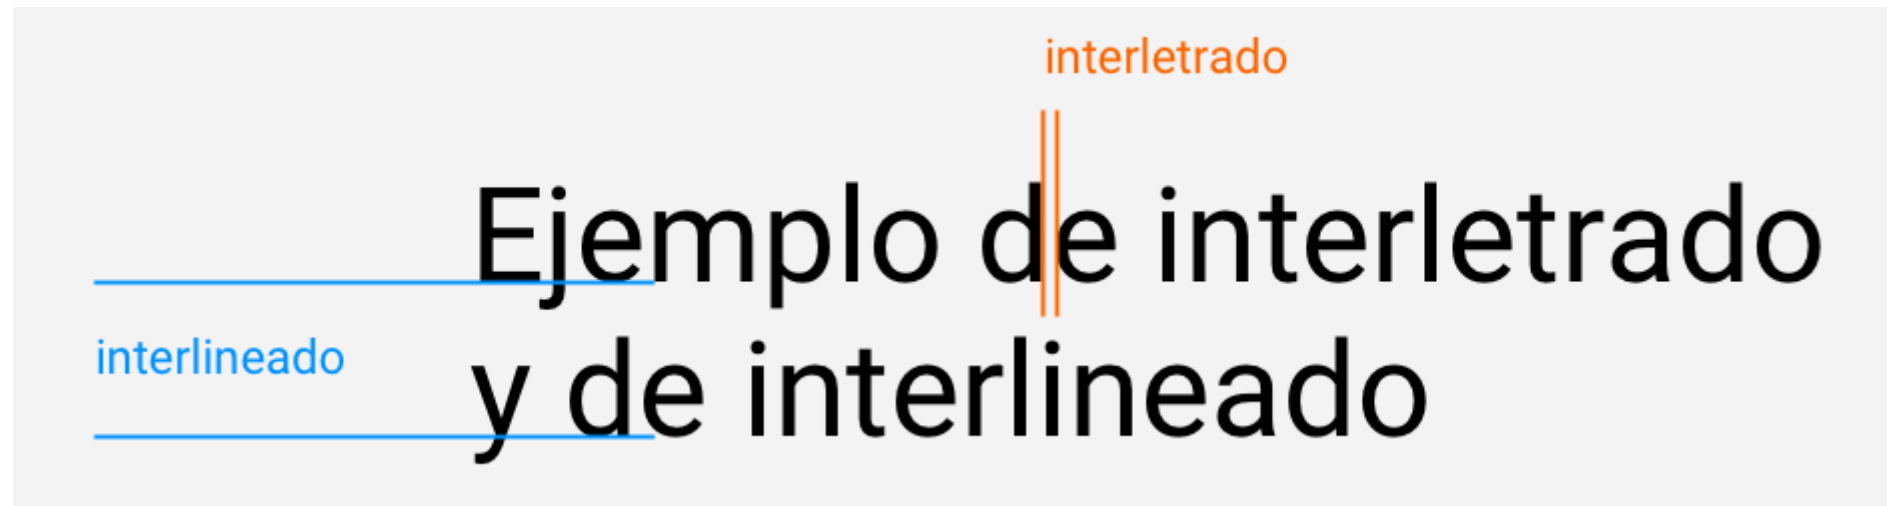 interletrado
Ejemplo de interletrado
interlineado
y de interlineado